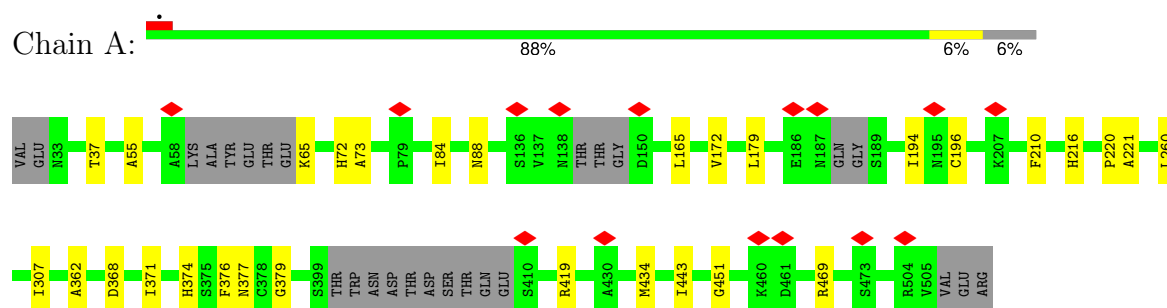 Chain A:
88% 6% 6%
VAL GLU N33 T37 A55 A58 LYS ALA TYR GLU THR GLU K65 H72 A73 P79 I84 N88 S136 V137 N138 THR THR GLY D150 L165 V172 L179 E186 N187 GLN GLY S189 I194 N195 C196 K207 F210 H216 P220 A221
I307 A362 D368 I371 H374 S375 F376 N377 C378 G379 S399 THR TRP ASN ASP THR ASP SER THR GLN GLU S410 R419 A430 M434 I443 G451 K460 D461 R469 S473 R504 V505 VAL GLU ARG